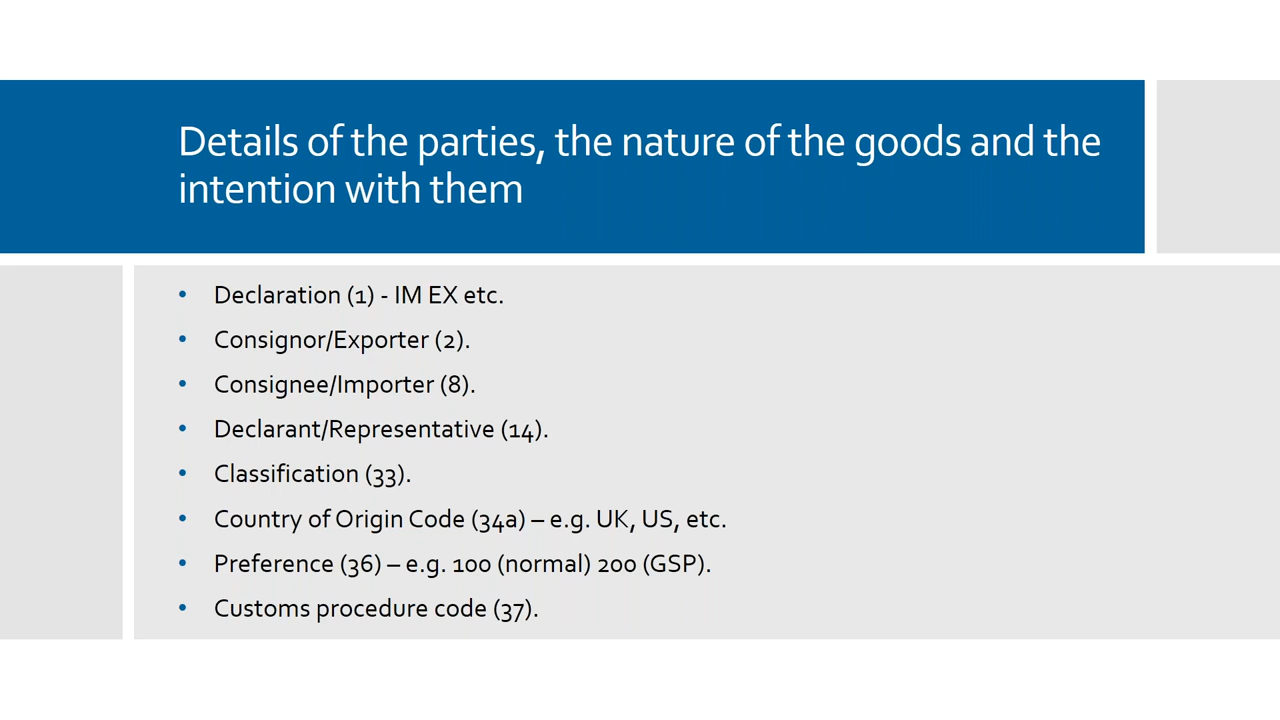 Details of the parties, the nature of the goods and the
intention with them
• Declaration (1) - IM EX etc.
• Consignor/Exporter (2).
• Consignee/Importer (8).
• Declarant/Representative (14).
• Classification (33).
• Country of Origin Code (34a) – e.g. UK, US, etc.
• Preference (36) – e.g. 100 (normal) 200 (GSP).
• Customs procedure code (37).